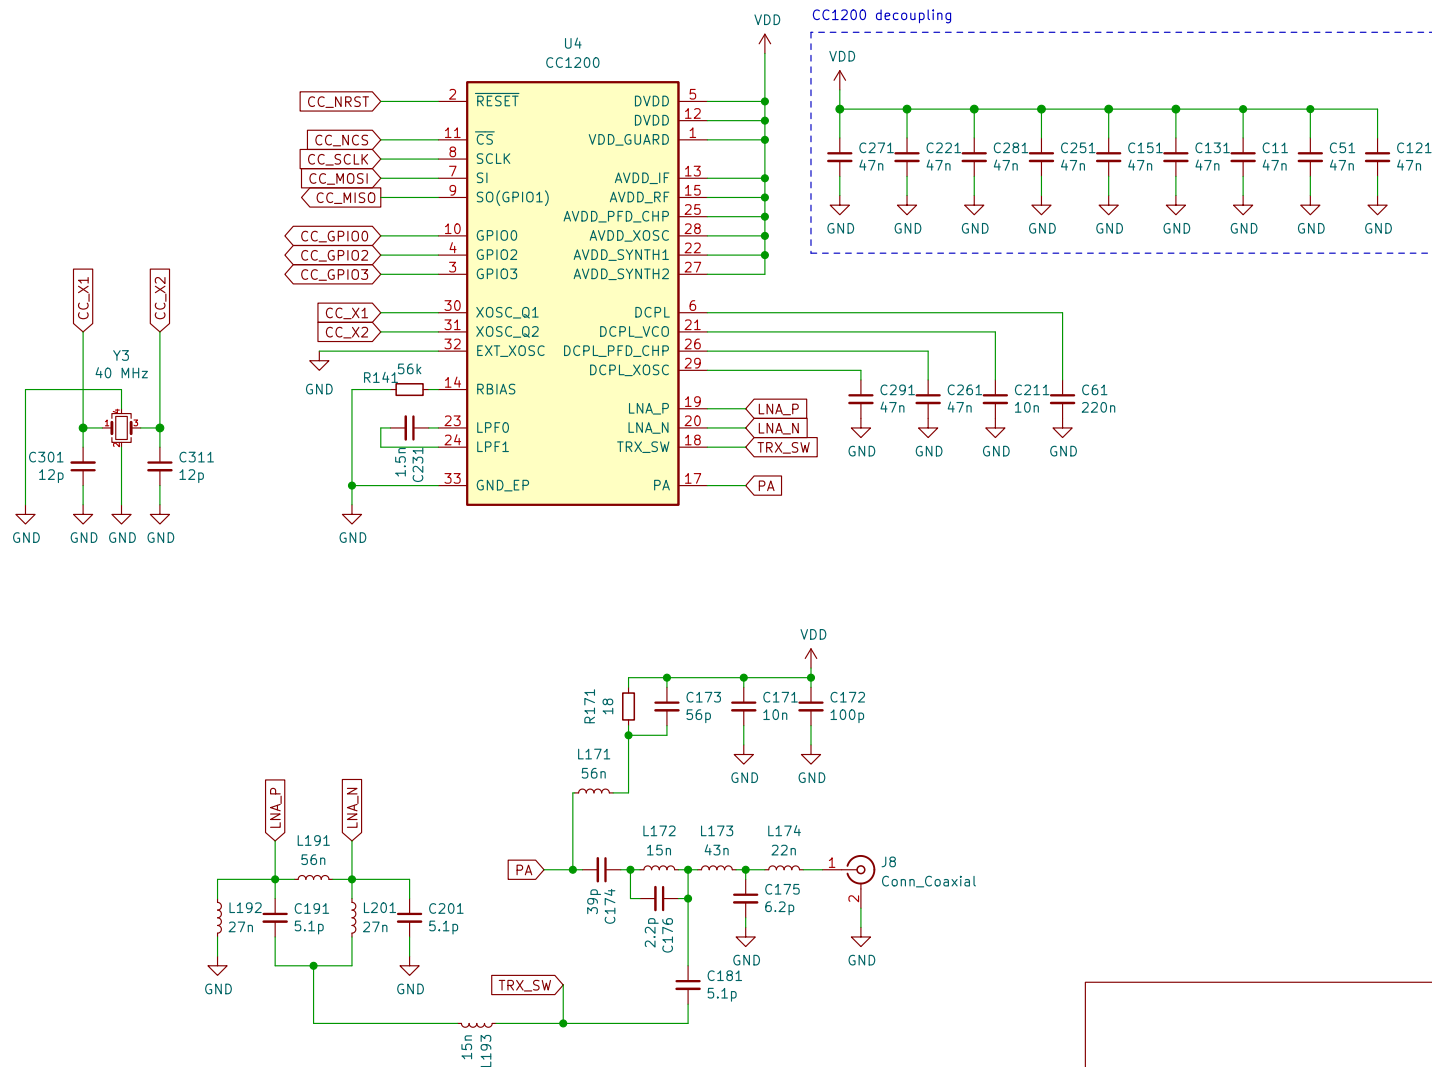 CC1200 decoupling
VDD
VDD
U4
CC1200
CC_NRST
2
RESET
DVDD
5
DVDD
12
CC_NCS
11
CS
VDD_GUARD
1
CC_SCLK
8
SCLK
CC_MOSI
7
SI
AVDD_IF
13
CC_MISO
9
SO(GPIO1)
AVDD_RF
15
AVDD_PFD_CHP
25
CC_GPIO0
10
GPIO0
AVDD_XOSC
28
CC_GPIO2
4
GPIO2
AVDD_SYNTH1
22
CC_GPIO3
3
GPIO3
AVDD_SYNTH2
27
CC_X1
30
XOSC_Q1
DCPL
6
CC_X2
31
XOSC_Q2
DCPL_VCO
21
32
EXT_XOSC
DCPL_PFD_CHP
26
DCPL_XOSC
29
GND
R141
56k
14
RBIAS
LNA_P
19
LNA_P
23
LPF0
LNA_N
20
LNA_N
24
LPF1
TRX_SW
18
TRX_SW
1.5n
C231
33
GND_EP
PA
17
PA
GND
C271
47n
C221
47n
C281
47n
C251
47n
C151
47n
C131
47n
C11
47n
C51
47n
C121
47n
GND
GND
GND
GND
GND
GND
GND
GND
GND
C291
47n
C261
47n
C211
10n
C61
220n
GND
GND
GND
GND
CC_X1
CC_X2
Y3
40 MHz
1
4
3
2
C301
12p
C311
12p
GND
GND
GND
GND
VDD
R171
18
C173
56p
C171
10n
C172
100p
GND
GND
L171
56n
LNA_P
LNA_N
L191
56n
L192
27n
C191
5.1p
L201
27n
C201
5.1p
GND
GND
PA
39p
C174
L172
15n
L173
43n
L174
22n
2.2p
C176
C175
6.2p
GND
1
J8
Conn_Coaxial
2
GND
TRX_SW
C181
5.1p
15n
L193